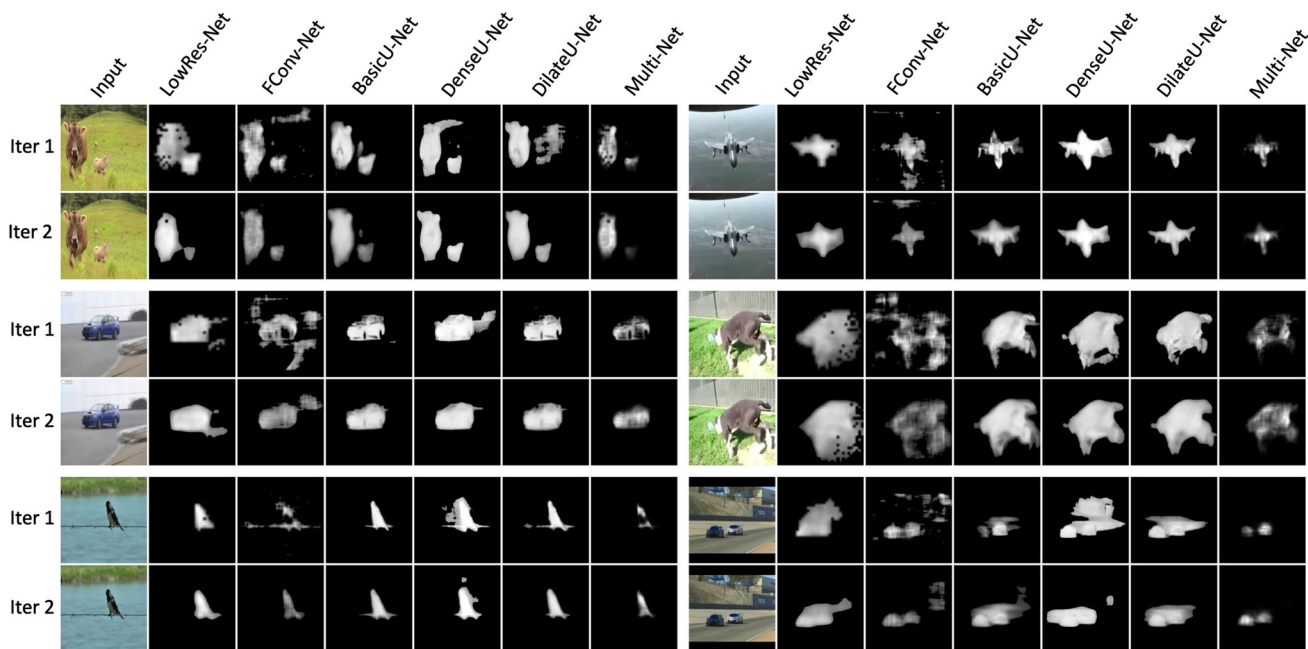 Input LowRes-Net FConv-Net BasicU-Net DenseU-Net DilateU-Net Multi-Net Input LowRes-Net FConv-Net BasicU-Net DenseU-Net DilateU-Net Multi-Net
Iter 1
Iter 2
Iter 1
Iter 2
Iter 1
Iter 2